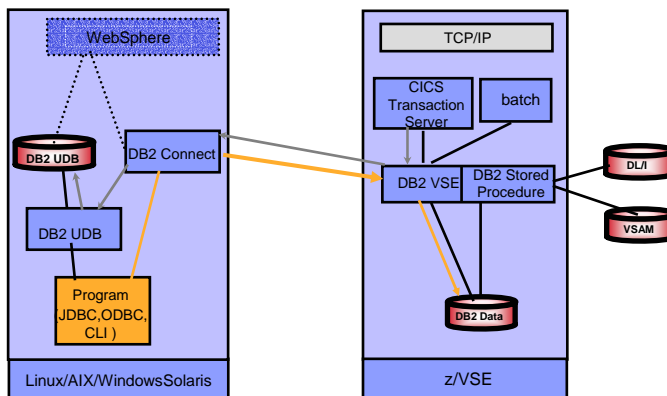 WebSphere
DB2 UDB
DB2 Connect
DB2 UDB
Program
(JDBC,ODBC,
CLI )
Linux/AIX/WindowsSolaris
TCP/IP
CICS
Transaction
Server
batch
DB2 VSE
DB2 Stored
Procedure
DL/I
VSAM
DB2 Data
z/VSE